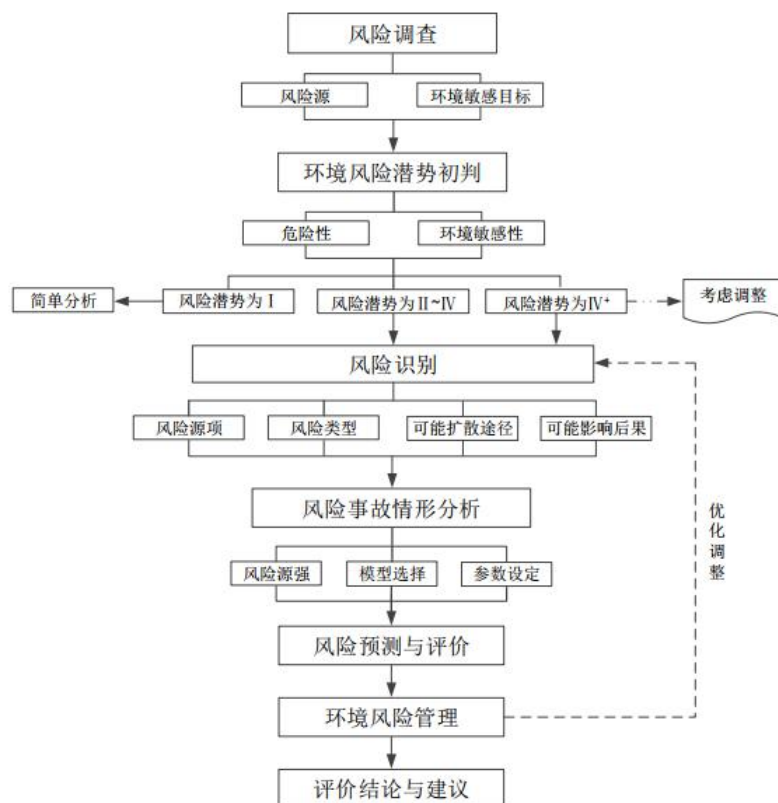 风险调查
风险源
环境敏感目标
环境风险潜势初判
危险性
环境敏感性
简单分析
风险潜势为Ⅰ
风险潜势为Ⅱ~Ⅳ
风险潜势为Ⅳ⁺
考虑调整
风险识别
风险源项
风险类型
可能扩散途径
可能影响后果
风险事故情形分析
优化调整
风险源强
模型选择
参数设定
风险预测与评价
环境风险管理
评价结论与建议